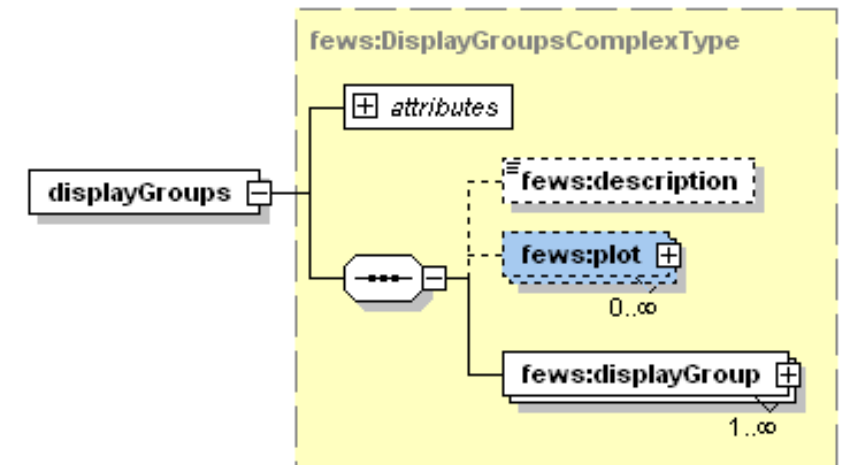 fews:DisplayGroupsComplexType
attributes
displayGroups
fews:description
fews:plot
0..∞
fews:displayGroup
1..∞